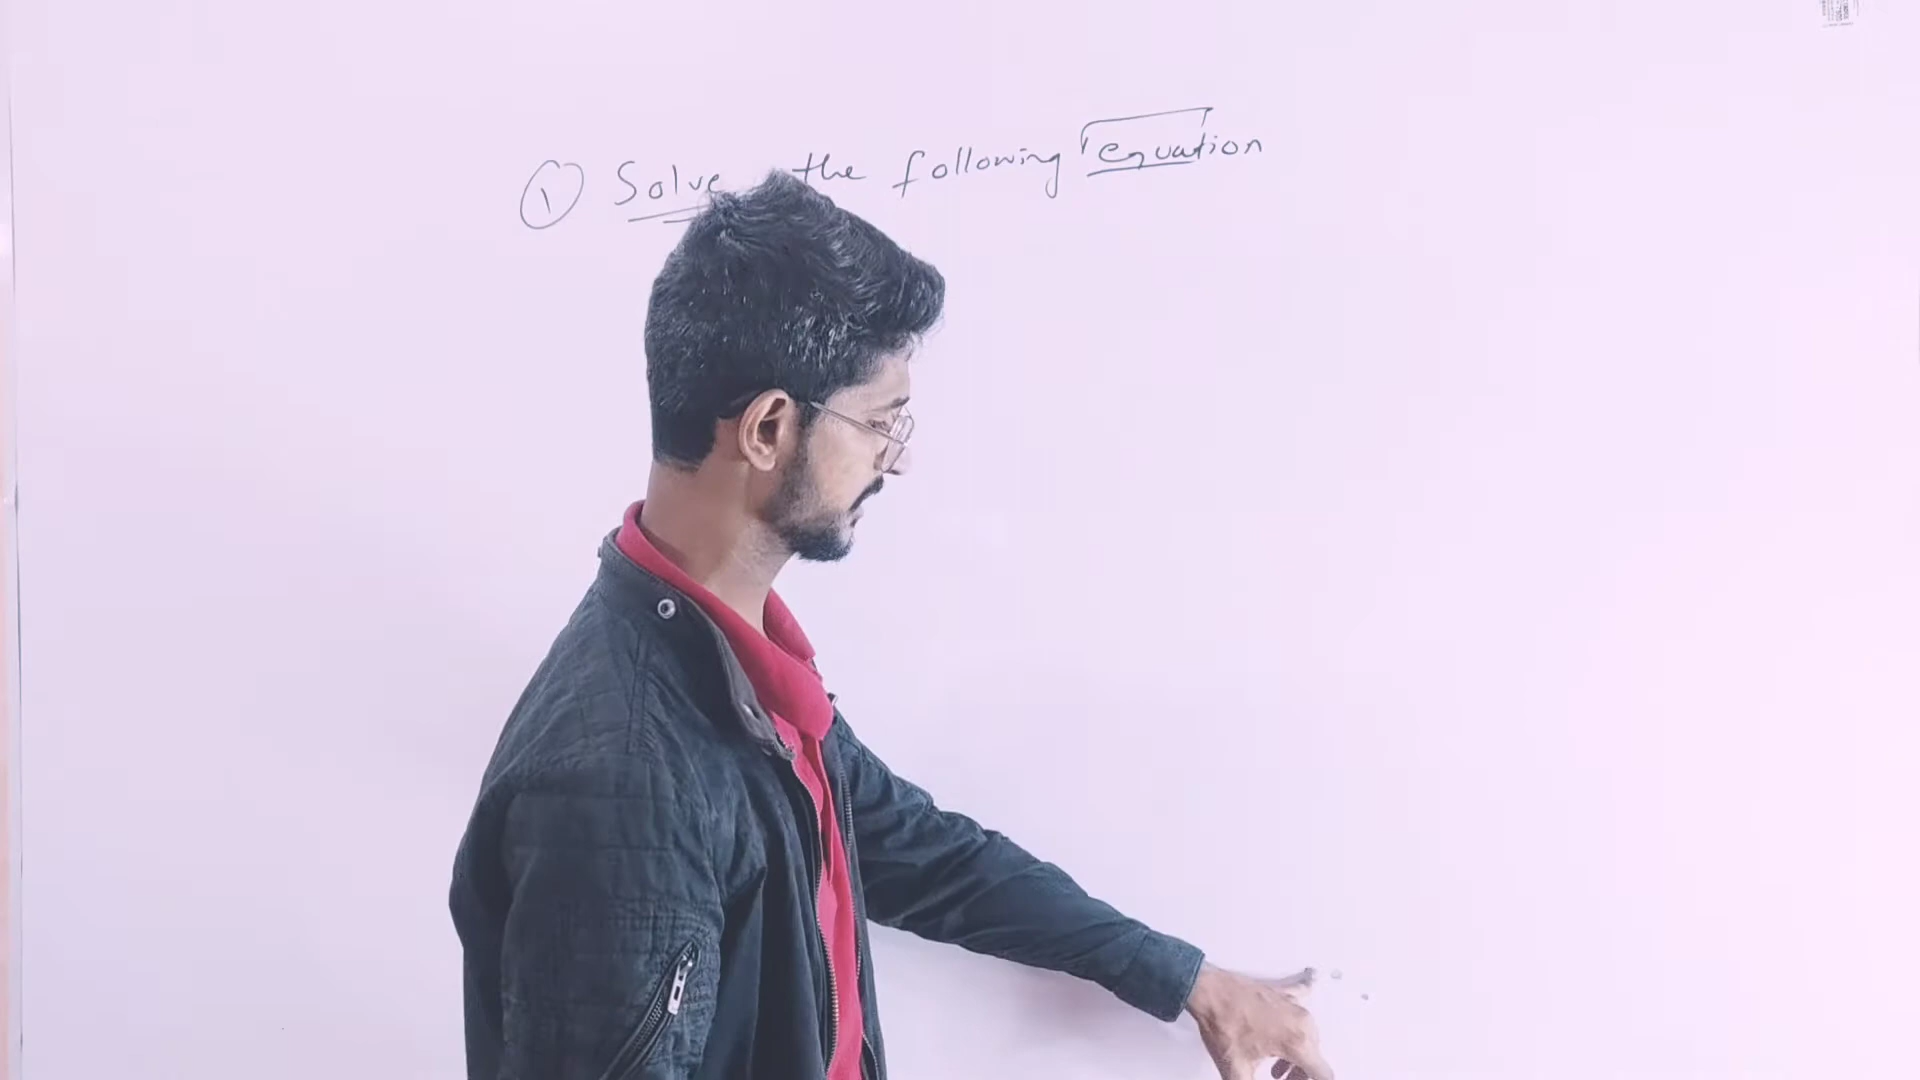 ① Solve the following equation